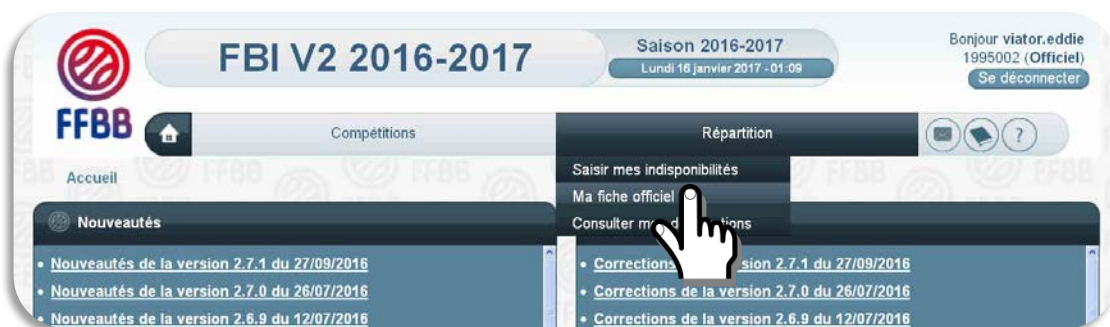 FBI V2 2016-2017
Saison 2016-2017
Lundi 16 janvier 2017 - 01:09
Bonjour viator.eddie
1995002 (Officiel)
Se déconnecter
FFBB
Compétitions
Répartition
?
Accueil
Saisir mes indisponibilités
Ma fiche officiel
Consulter
Nouveautés
• Nouveautés de la version 2.7.1 du 27/09/2016
• Nouveautés de la version 2.7.0 du 26/07/2016
• Nouveautés de la version 2.6.9 du 12/07/2016
• Corrections sion 2.7.1 du 27/09/2016
• Corrections de la version 2.7.0 du 26/07/2016
• Corrections de la version 2.6.9 du 12/07/2016